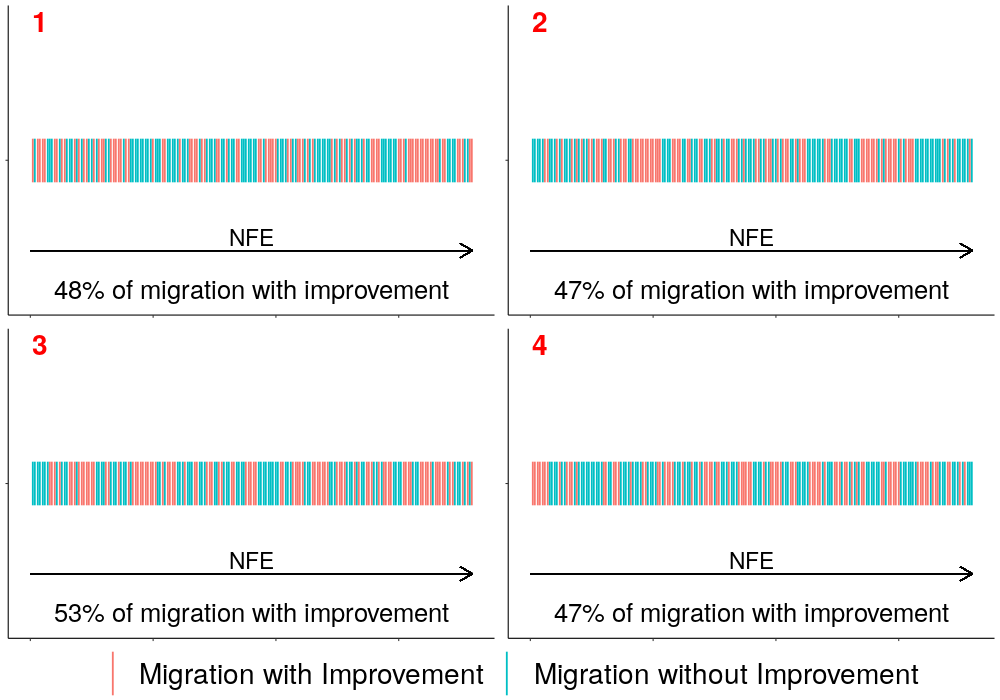 1
NFE
48% of migration with improvement
2
NFE
47% of migration with improvement
3
NFE
53% of migration with improvement
4
NFE
47% of migration with improvement
Migration with Improvement
Migration without Improvement